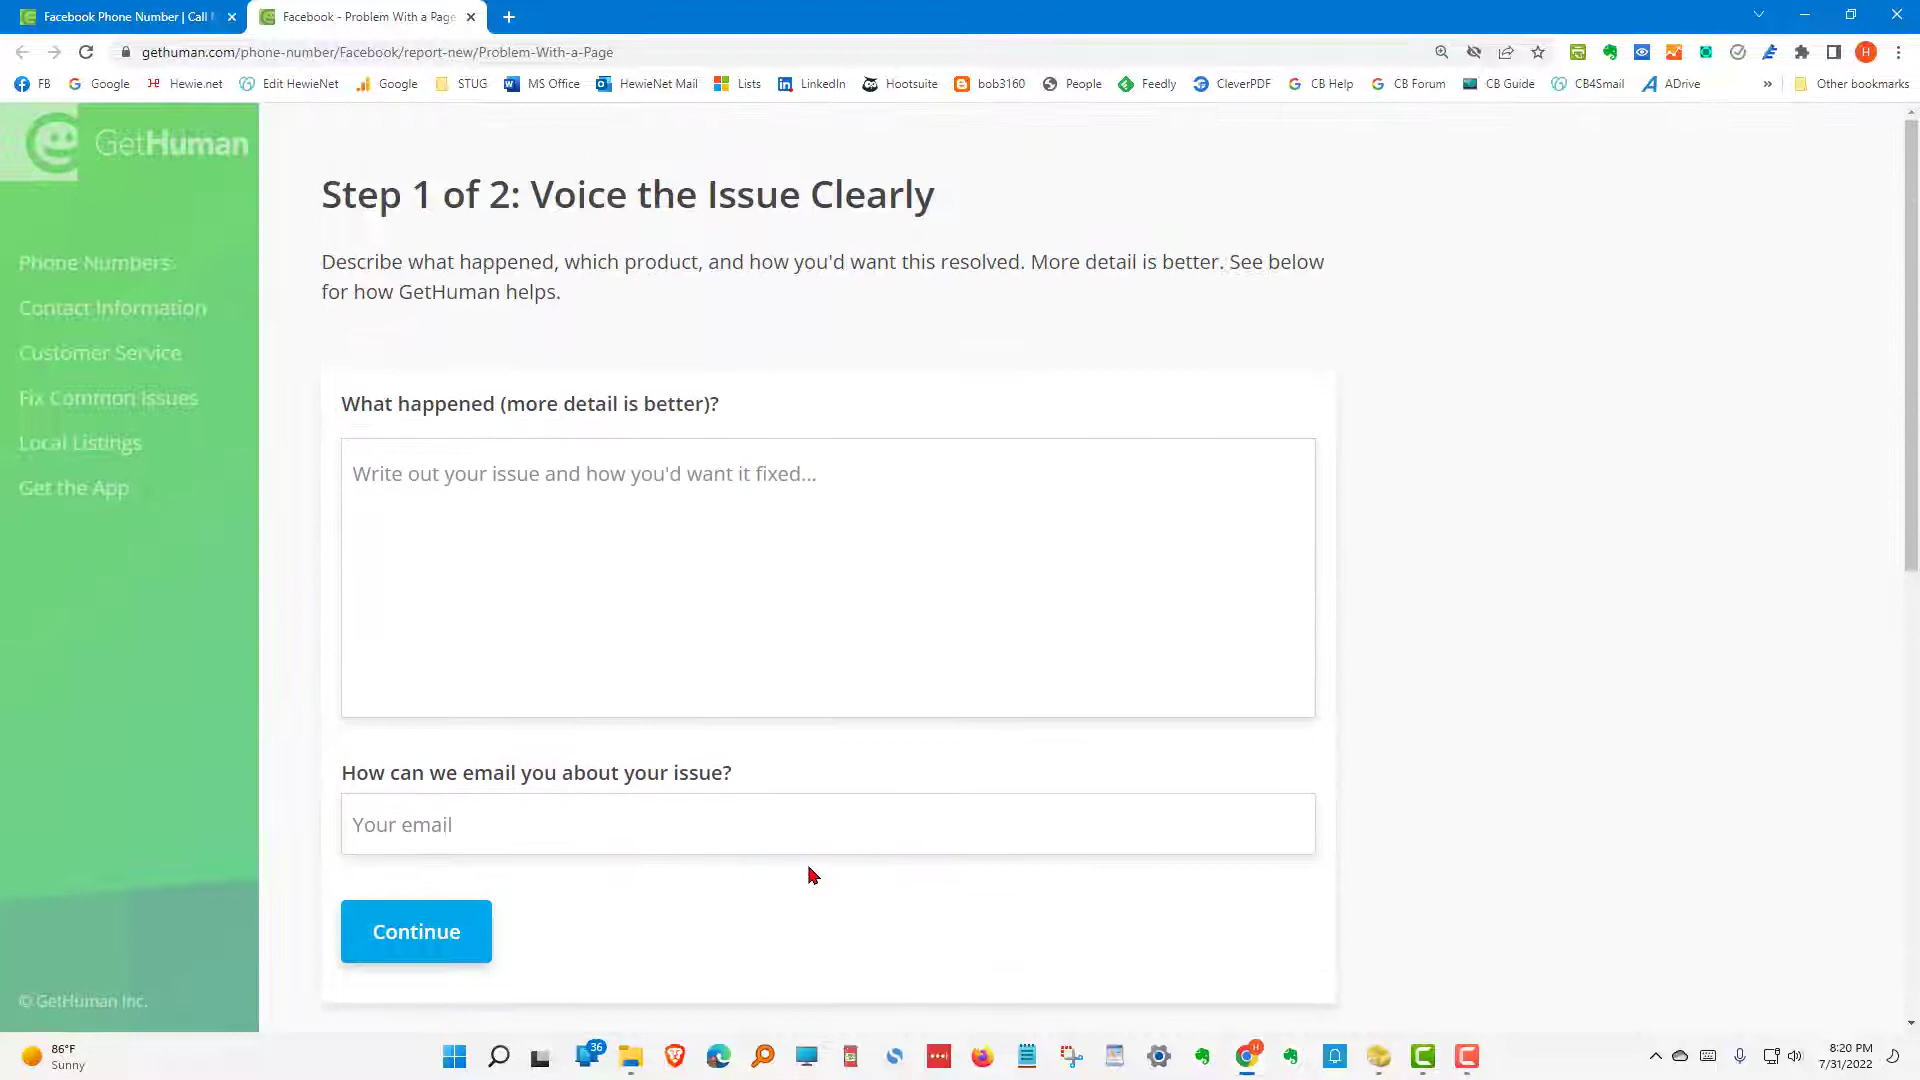 Facebook Phone Number | Call
Facebook - Problem With a Page
gethuman.com/phone-number/Facebook/report-new/Problem-With-a-Page
H
FB
Google
Hewie.net
Edit HewieNet
Google
STUG
MS Office
HewieNet Mail
Lists
LinkedIn
Hootsuite
bob3160
People
Feedly
CleverPDF
CB Help
CB Forum
CB Guide
CB4Smail
ADrive
»
Other bookmarks
GetHuman
Phone Numbers
Contact Information
Customer Service
Fix Common Issues
Local Listings
Get the App
© GetHuman Inc.
Step 1 of 2: Voice the Issue Clearly
Describe what happened, which product, and how you'd want this resolved. More detail is better. See below
for how GetHuman helps.
What happened (more detail is better)?
Write out your issue and how you'd want it fixed...
How can we email you about your issue?
Your email
Continue
86°F
Sunny
36
H
8:20 PM
7/31/2022